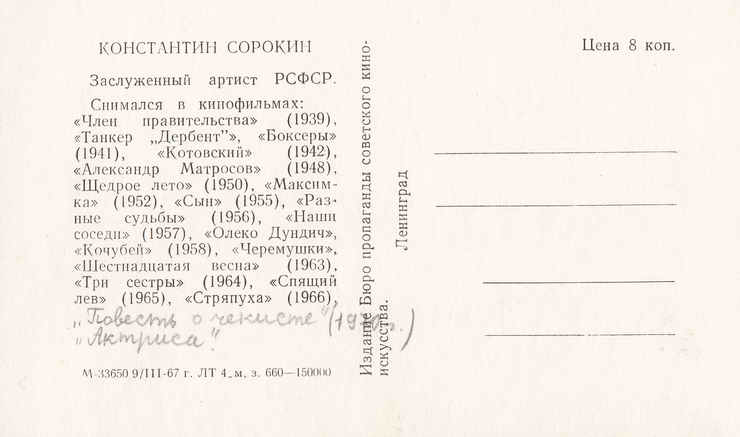 КОНСТАНТИН СОРОКИН
Заслуженный артист РСФСР.
Снимался в кинофильмах:
«Член правительства» (1939),
«Танкер „Дербент"», «Боксеры»
(1941), «Котовский» (1942),
«Александр Матросов» (1948),
«Щедрое лето» (1950), «Максим-
ка» (1952), «Сын» (1955), «Раз-
ные судьбы» (1956), «Наши
соседи» (1957), «Олеко Дундич»,
«Кочубей» (1958), «Черемушки»,
«Шестнадцатая весна» (1963),
«Три сестры» (1964), «Спящий
лев» (1965), «Стряпуха» (1966),
„Повесть о чекисте"
„Актриса".
М-33650 9/III-67 г. ЛТ 4.м, з. 660—150000
Издание Бюро пропаганды советского кино-
искусства.
Ленинград
Цена 8 коп.